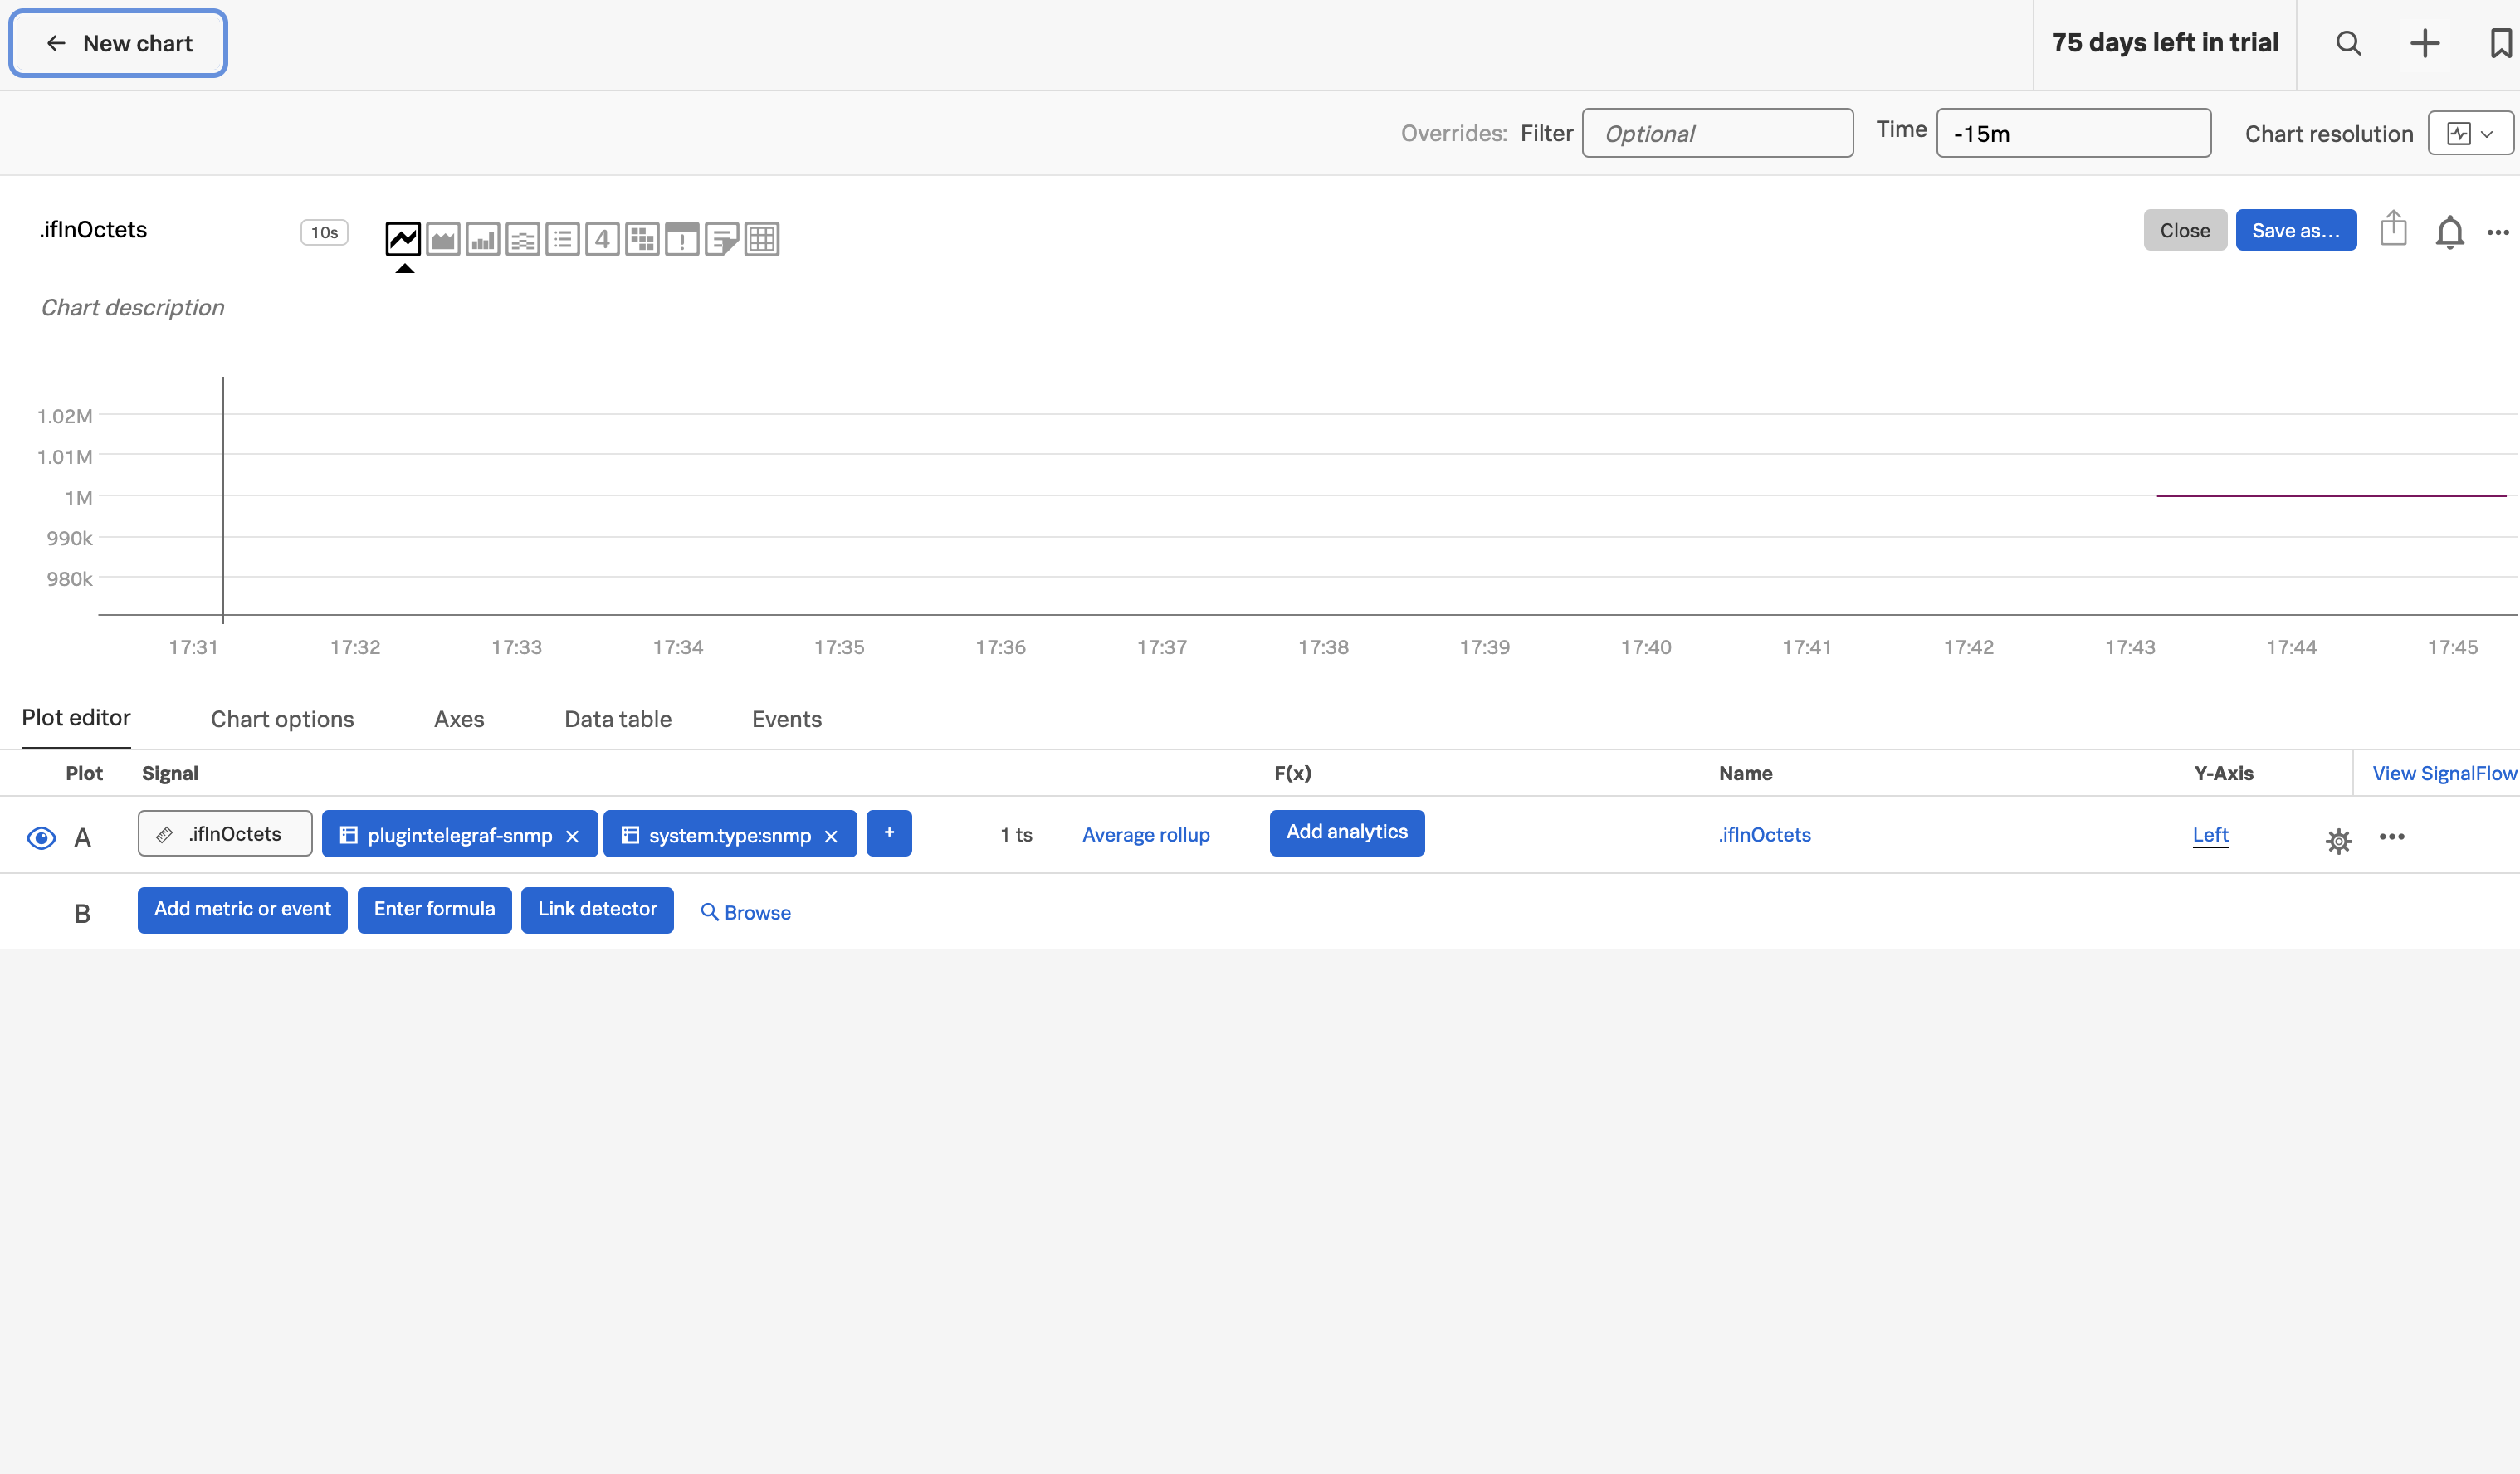 New chart
75 days left in trial
Overrides: Filter Optional Time -15m Chart resolution
.ifInOctets 10s 4 Close Save as...
Chart description
1.02M
1.01M
1M
990k
980k
17:31 17:32 17:33 17:34 17:35 17:36 17:37 17:38 17:39 17:40 17:41 17:42 17:43 17:44 17:45
Plot editor Chart options Axes Data table Events
Plot Signal F(x) Name Y-Axis View SignalFlow
A .ifInOctets plugin:telegraf-snmp system.type:snmp + 1 ts Average rollup Add analytics .ifInOctets Left
B Add metric or event Enter formula Link detector Browse